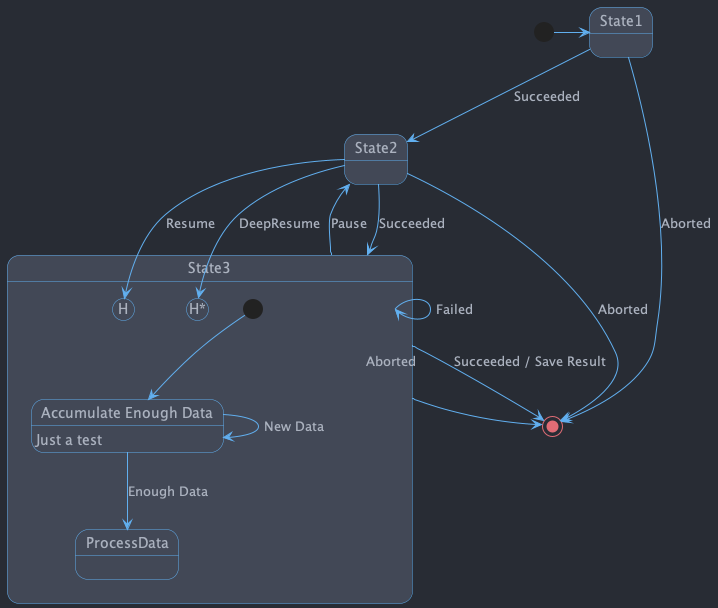 State1
Succeeded
State2
Resume
DeepResume
Pause
Succeeded
Aborted
State3
H
H*
Failed
Aborted
Aborted
Succeeded / Save Result
Accumulate Enough Data
Just a test
New Data
Enough Data
ProcessData